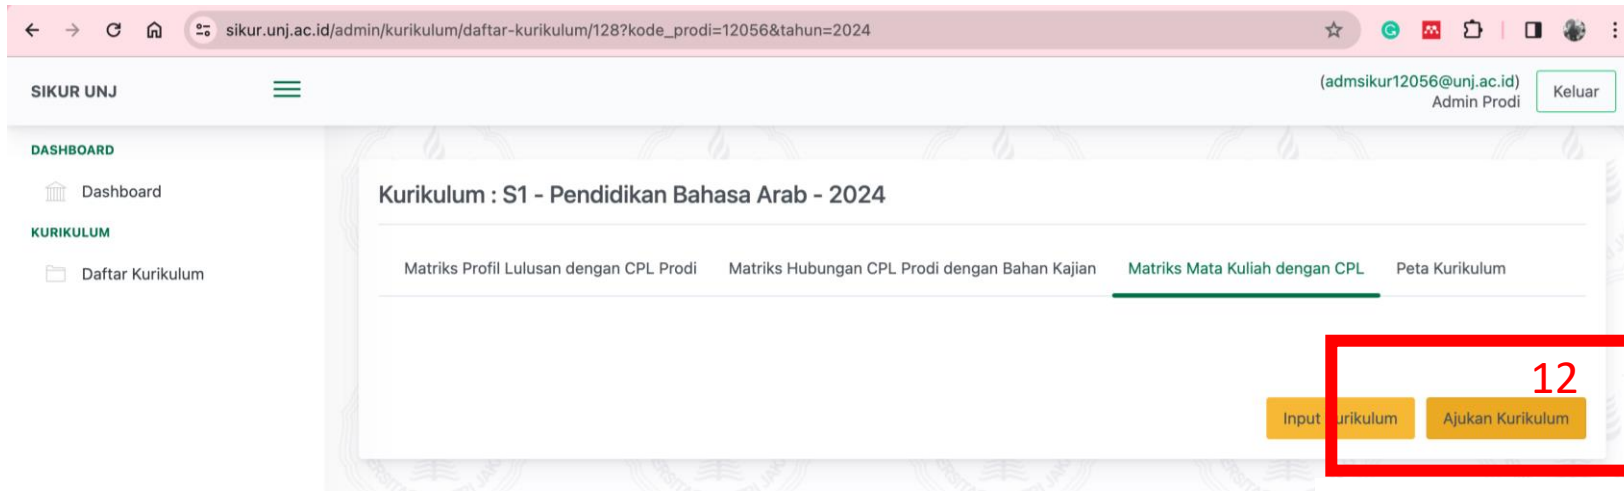 sikur.unj.ac.id/admin/kurikulum/daftar-kurikulum/128?kode_prodi=12056&tahun=2024
SIKUR UNJ
(admsikur12056@unj.ac.id)
Admin Prodi
Keluar
DASHBOARD
Dashboard
KURIKULUM
Daftar Kurikulum
Kurikulum : S1 - Pendidikan Bahasa Arab - 2024
Matriks Profil Lulusan dengan CPL Prodi Matriks Hubungan CPL Prodi dengan Bahan Kajian Matriks Mata Kuliah dengan CPL Peta Kurikulum
12
Input Kurikulum Ajukan Kurikulum